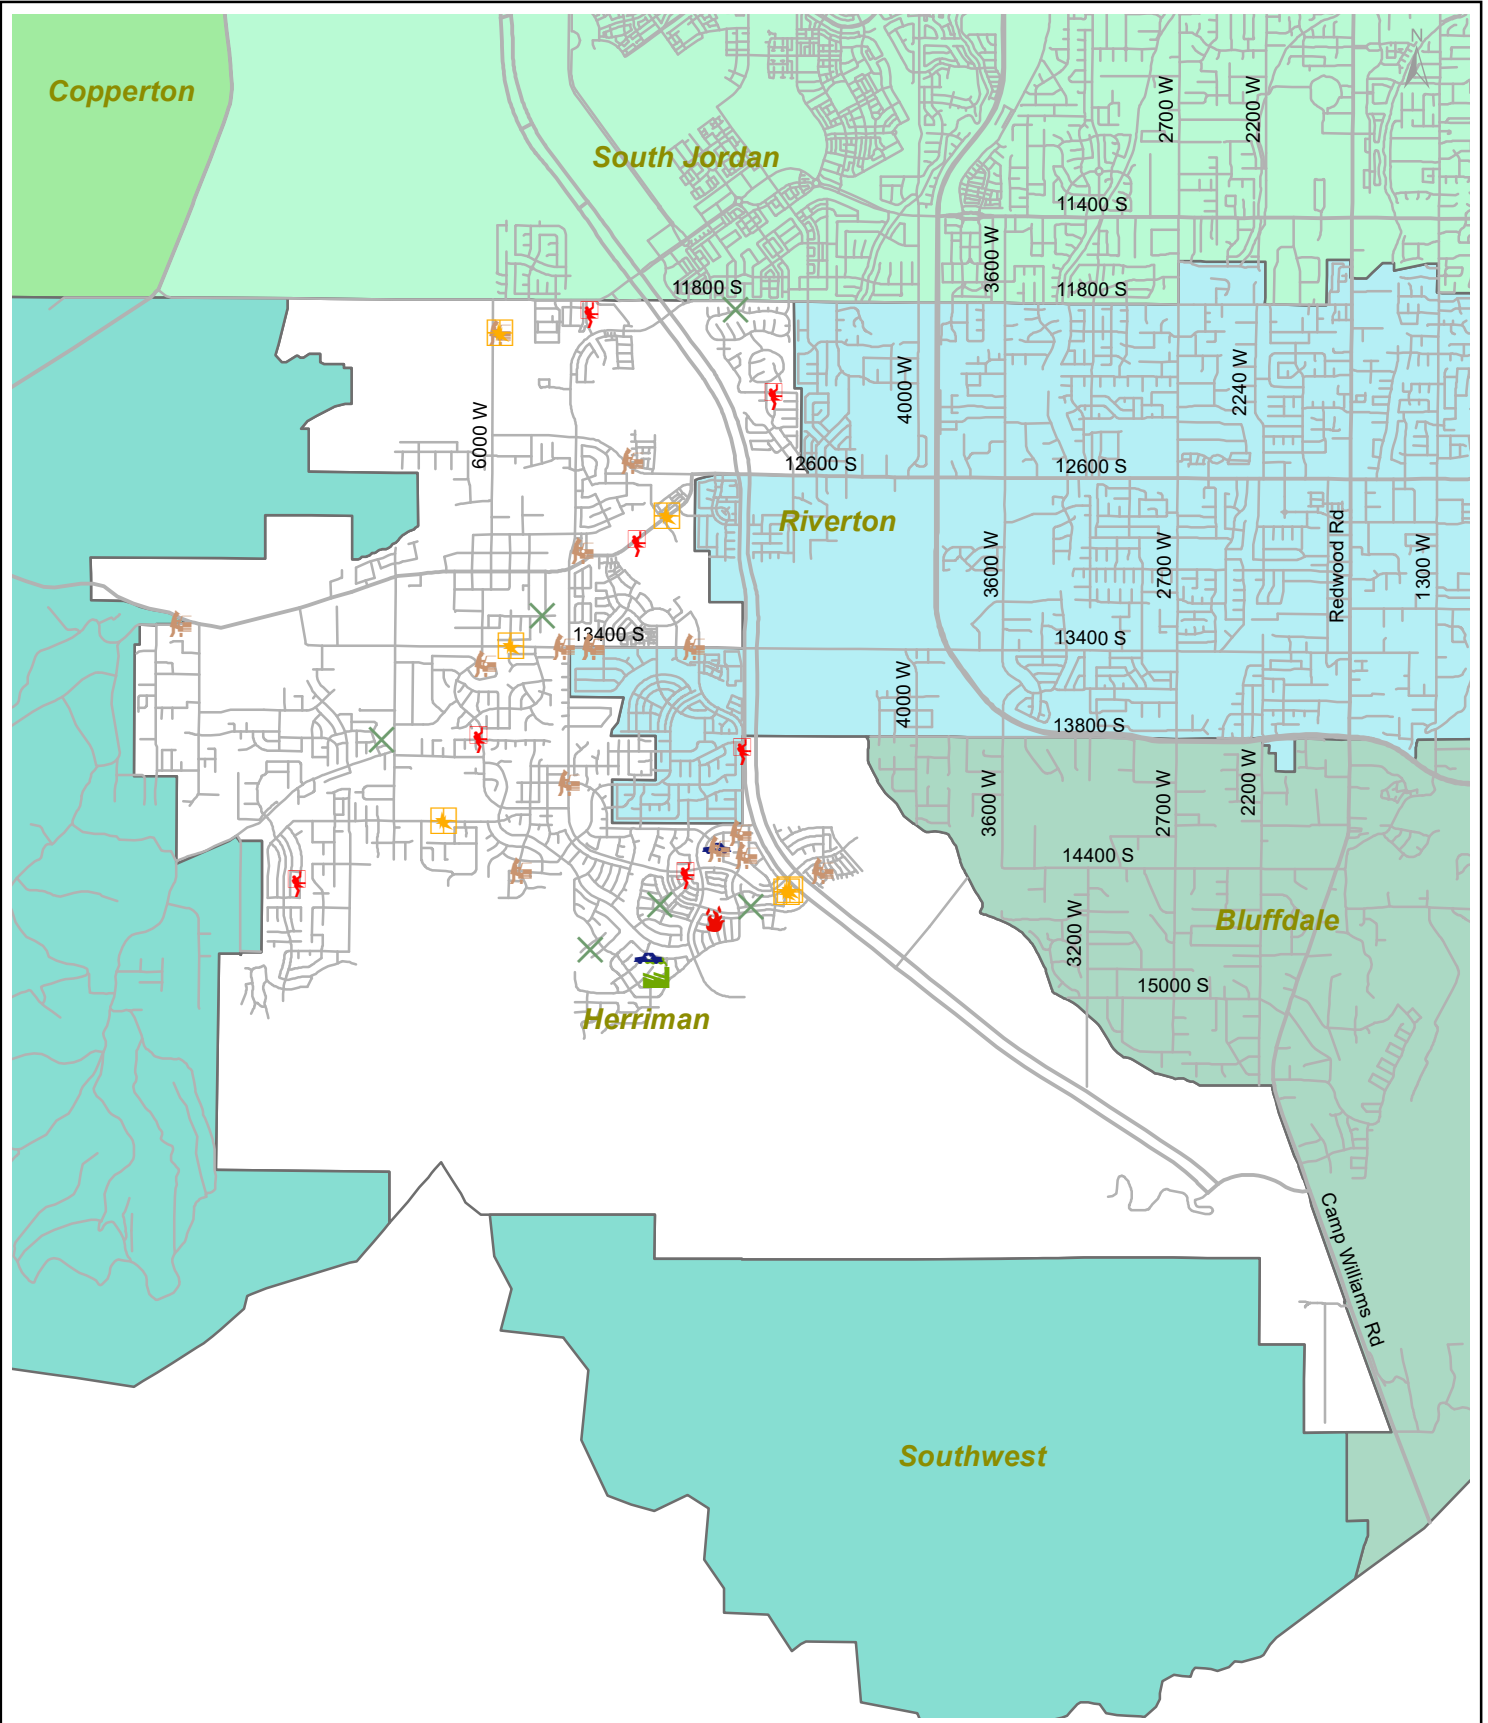 N
Copperton
South Jordan
2700 W
2200 W
11400 S
3600 W
11800 S
11800 S
6000 W
4000 W
2240 W
12600 S
12600 S
Riverton
3600 W
2700 W
Redwood Rd
1300 W
13400 S
13400 S
4000 W
13800 S
3600 W
2700 W
2200 W
14400 S
3200 W
Bluffdale
15000 S
Herriman
Camp Williams Rd
Southwest